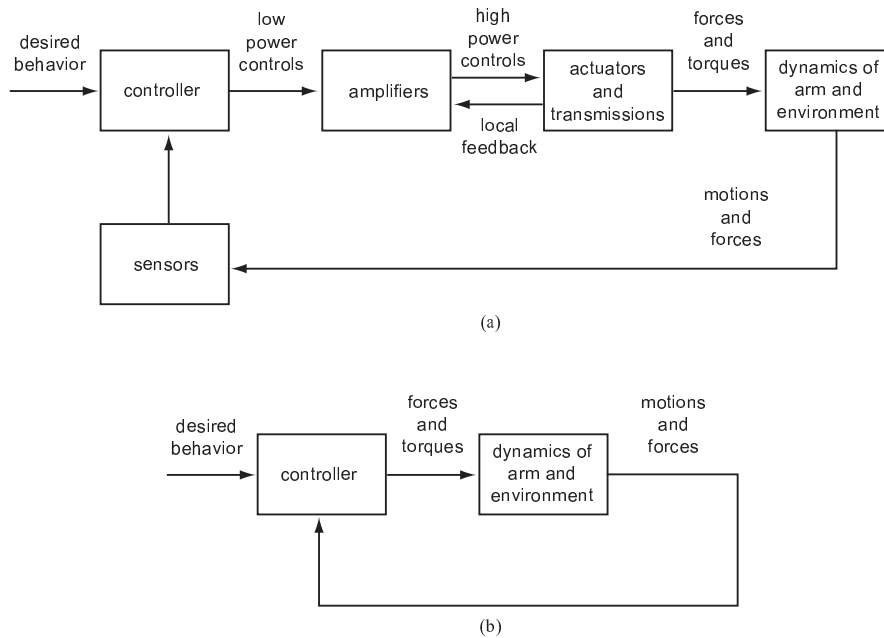 desired
behavior
controller
low
power
controls
amplifiers
high
power
controls
local
feedback
actuators
and
transmissions
forces
and
torques
dynamics of
arm and
environment
motions
and
forces
sensors
(a)
desired
behavior
controller
forces
and
torques
dynamics of
arm and
environment
motions
and
forces
(b)